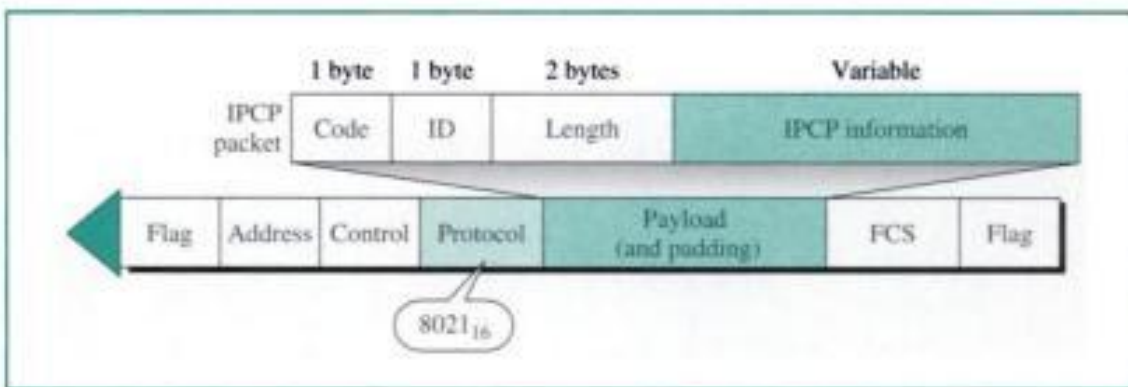 1 byte 1 byte 2 bytes Variable
IPCP packet
Code ID Length IPCP information
Flag Address Control Protocol Payload (and padding) FCS Flag
8021₁₆